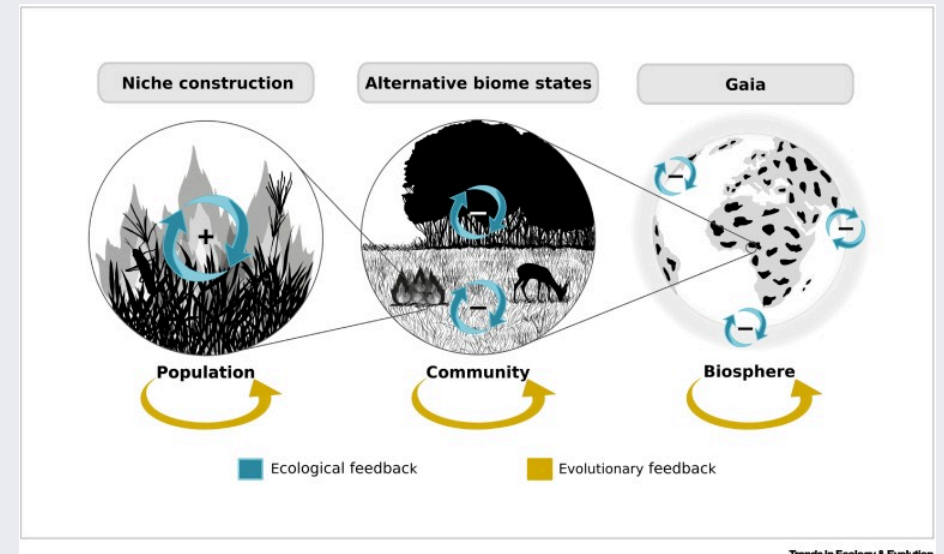 Niche construction
Alternative biome states
Gaia
+
−
−
−
−
−
Population
Community
Biosphere
Ecological feedback
Evolutionary feedback
Trends in Ecology & Evolution